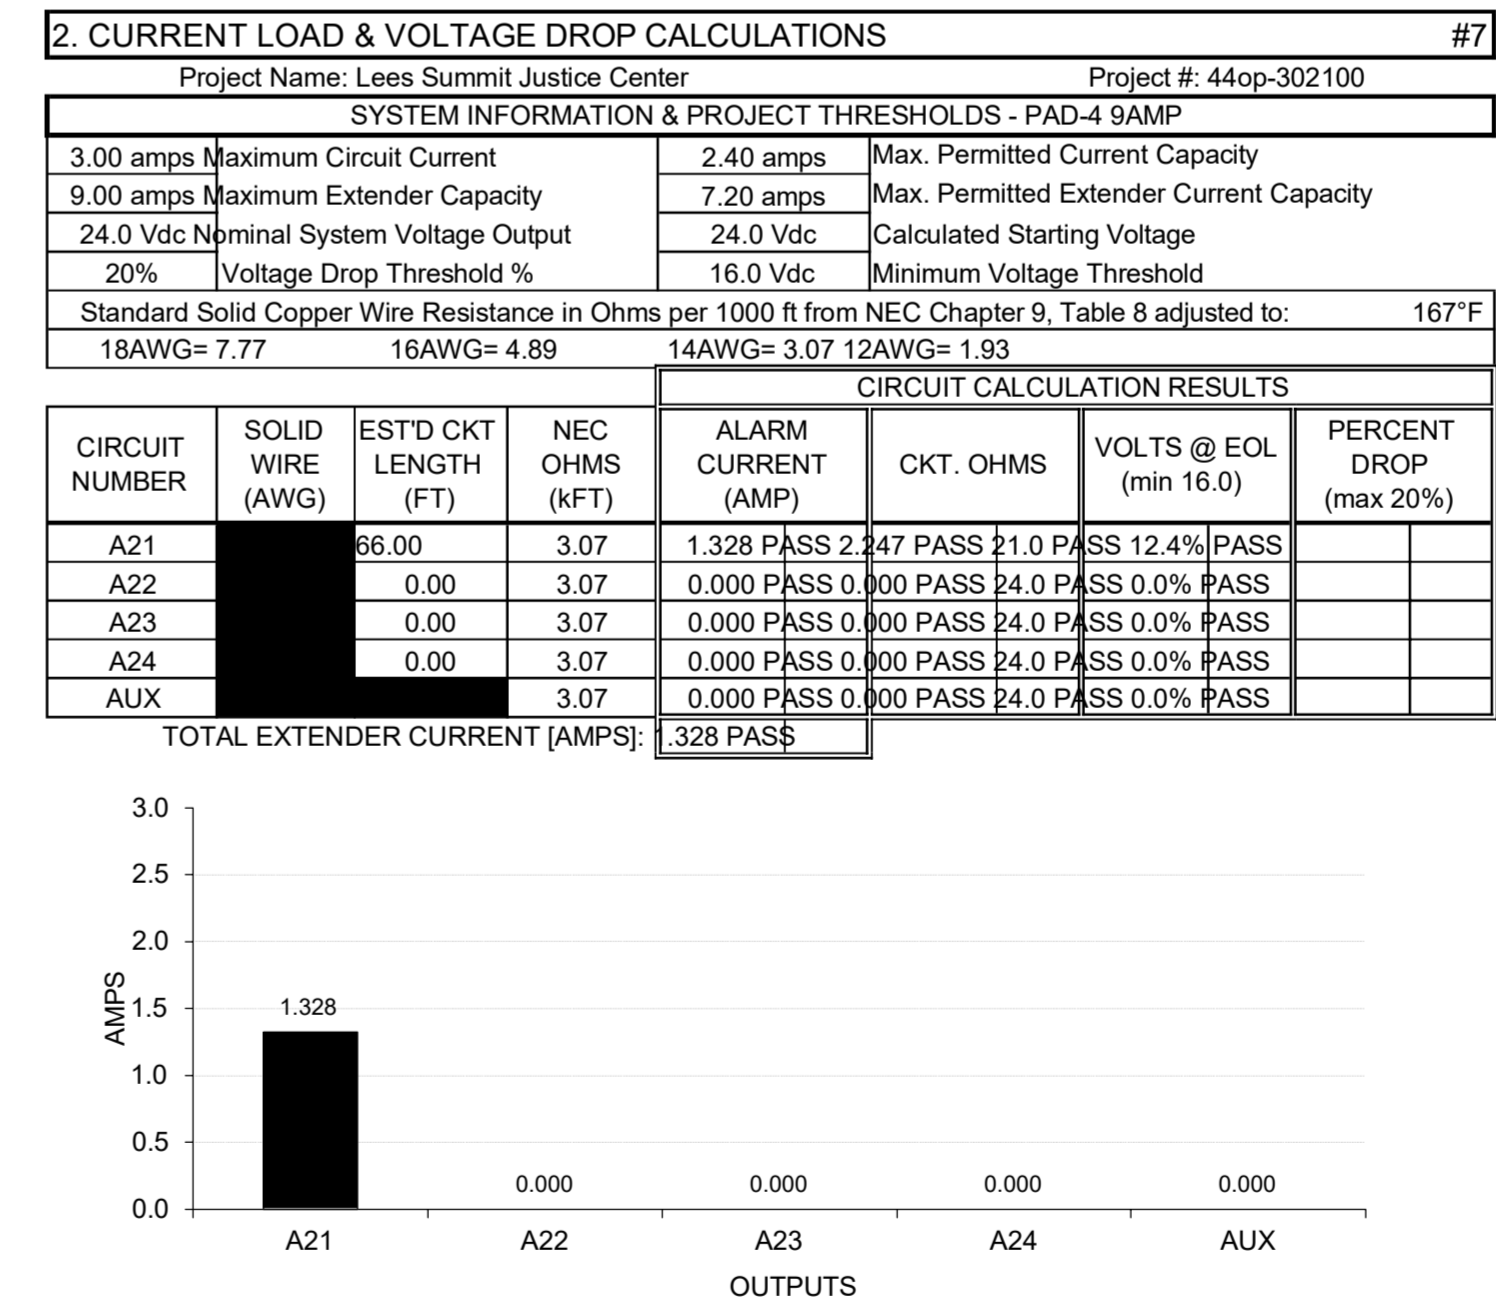 2. CURRENT LOAD & VOLTAGE DROP CALCULATIONS #7
Project Name: Lees Summit Justice Center Project #: 44op-302100
SYSTEM INFORMATION & PROJECT THRESHOLDS - PAD-4 9AMP
3.00 amps Maximum Circuit Current 2.40 amps Max. Permitted Current Capacity
9.00 amps Maximum Extender Capacity 7.20 amps Max. Permitted Extender Current Capacity
24.0 Vdc Nominal System Voltage Output 24.0 Vdc Calculated Starting Voltage
20% Voltage Drop Threshold % 16.0 Vdc Minimum Voltage Threshold
Standard Solid Copper Wire Resistance in Ohms per 1000 ft from NEC Chapter 9, Table 8 adjusted to: 167°F
18AWG= 7.77 16AWG= 4.89 14AWG= 3.07 12AWG= 1.93
CIRCUIT CALCULATION RESULTS
CIRCUIT
NUMBER
SOLID
WIRE
(AWG)
EST'D CKT
LENGTH
(FT)
NEC
OHMS
(kFT)
ALARM
CURRENT
(AMP)
CKT. OHMS
VOLTS @ EOL
(min 16.0)
PERCENT
DROP
(max 20%)
A21 66.00 3.07 1.328 PASS 2.247 PASS 21.0 PASS 12.4% PASS
A22 0.00 3.07 0.000 PASS 0.000 PASS 24.0 PASS 0.0% PASS
A23 0.00 3.07 0.000 PASS 0.000 PASS 24.0 PASS 0.0% PASS
A24 0.00 3.07 0.000 PASS 0.000 PASS 24.0 PASS 0.0% PASS
AUX 3.07 0.000 PASS 0.000 PASS 24.0 PASS 0.0% PASS
TOTAL EXTENDER CURRENT [AMPS]: 1.328 PASS
3.0
2.5
2.0
1.5
1.0
0.5
0.0
AMPS
1.328
0.000
0.000
0.000
0.000
A21 A22 A23 A24 AUX
OUTPUTS